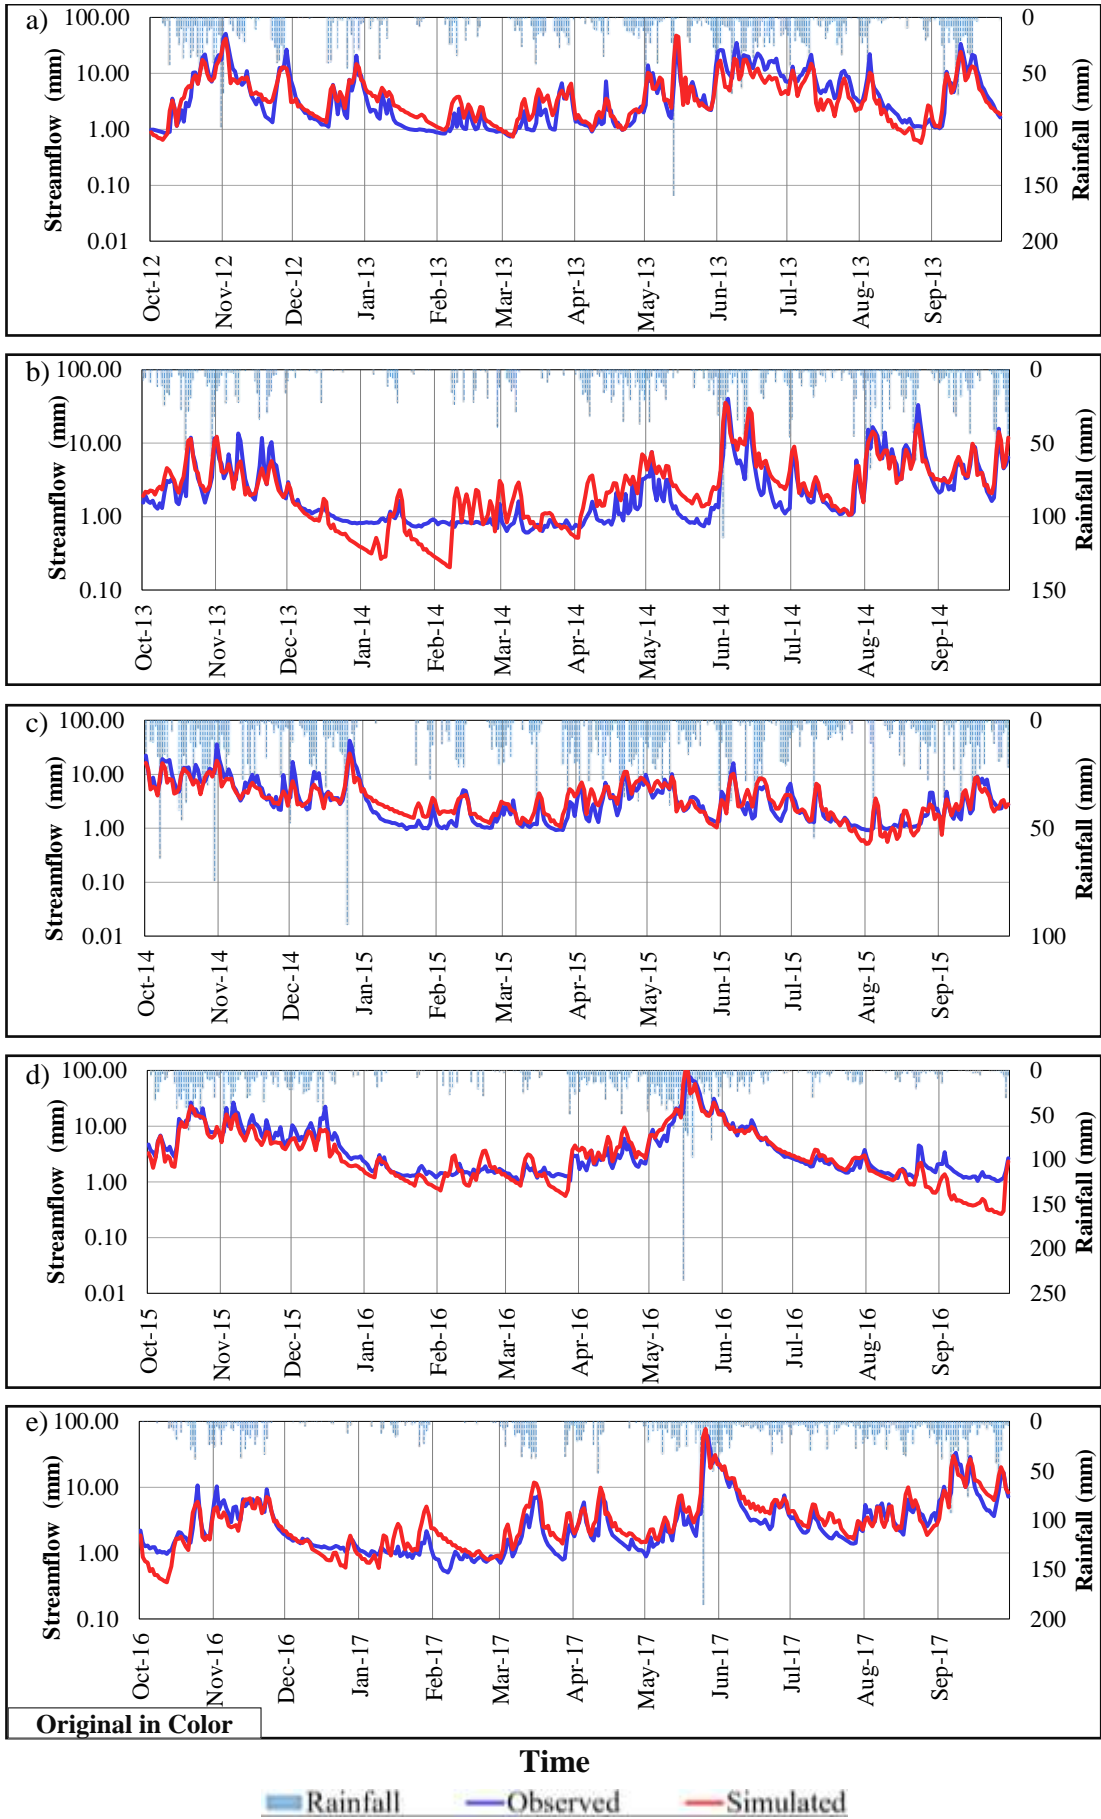 a)
100.00
10.00
1.00
0.10
0.01
Streamflow (mm)
0
50
100
150
200
Rainfall (mm)
Oct-12
Nov-12
Dec-12
Jan-13
Feb-13
Mar-13
Apr-13
May-13
Jun-13
Jul-13
Aug-13
Sep-13
b)
100.00
10.00
1.00
0.10
Streamflow (mm)
0
50
100
150
Rainfall (mm)
Oct-13
Nov-13
Dec-13
Jan-14
Feb-14
Mar-14
Apr-14
May-14
Jun-14
Jul-14
Aug-14
Sep-14
c)
100.00
10.00
1.00
0.10
0.01
Streamflow (mm)
0
50
100
Rainfall (mm)
Oct-14
Nov-14
Dec-14
Jan-15
Feb-15
Mar-15
Apr-15
May-15
Jun-15
Jul-15
Aug-15
Sep-15
d)
100.00
10.00
1.00
0.10
0.01
Streamflow (mm)
0
50
100
150
200
250
Rainfall (mm)
Oct-15
Nov-15
Dec-15
Jan-16
Feb-16
Mar-16
Apr-16
May-16
Jun-16
Jul-16
Aug-16
Sep-16
e)
100.00
10.00
1.00
0.10
Streamflow (mm)
0
50
100
150
200
Rainfall (mm)
Oct-16
Nov-16
Dec-16
Jan-17
Feb-17
Mar-17
Apr-17
May-17
Jun-17
Jul-17
Aug-17
Sep-17
Original in Color
Time
Rainfall Observed Simulated